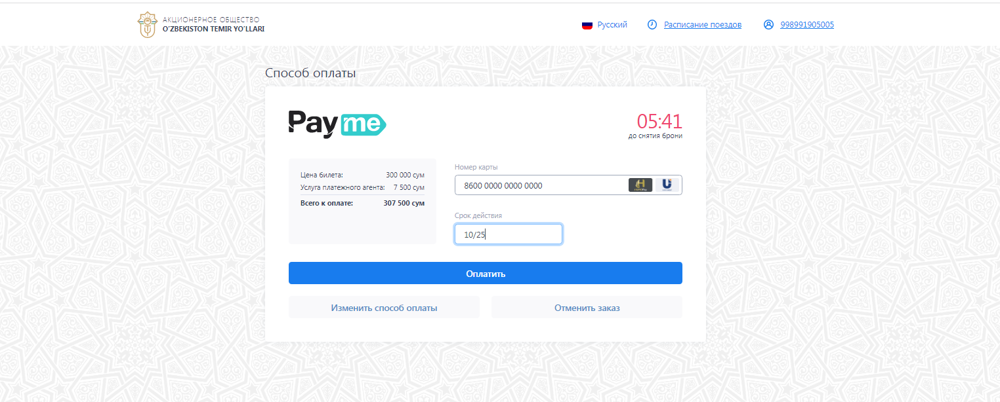 АКЦИОНЕРНОЕ ОБЩЕСТВО
O'ZBEKISTON TEMIR YO'LLARI
Русский
Расписание поездов
998991905005
Способ оплаты
Payme
05:41
до снятия брони
Цена билета: 300 000 сум
Услуга платежного агента: 7 500 сум
Всего к оплате: 307 500 сум
Номер карты
8600 0000 0000 0000
Срок действия
10/25
Оплатить
Изменить способ оплаты
Отменить заказ